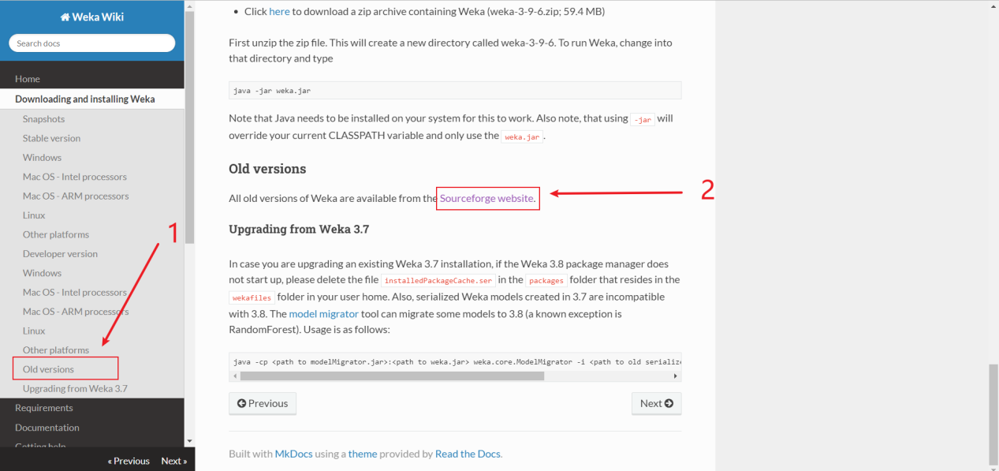 Weka Wiki
Search docs
Home
Downloading and installing Weka
Snapshots
Stable version
Windows
Mac OS - Intel processors
Mac OS - ARM processors
Linux
Other platforms
Developer version
Windows
Mac OS - Intel processors
Mac OS - ARM processors
Linux
Other platforms
Old versions
Upgrading from Weka 3.7
Requirements
Documentation
Getting help
« Previous Next »
1
• Click here to download a zip archive containing Weka (weka-3-9-6.zip; 59.4 MB)
First unzip the zip file. This will create a new directory called weka-3-9-6. To run Weka, change into
that directory and type
java -jar weka.jar
Note that Java needs to be installed on your system for this to work. Also note, that using -jar will
override your current CLASSPATH variable and only use the weka.jar.
Old versions
All old versions of Weka are available from the Sourceforge website.
2
Upgrading from Weka 3.7
In case you are upgrading an existing Weka 3.7 installation, if the Weka 3.8 package manager does
not start up, please delete the file installedPackageCache.ser in the packages folder that resides in the
wekafiles folder in your user home. Also, serialized Weka models created in 3.7 are incompatible
with 3.8. The model migrator tool can migrate some models to 3.8 (a known exception is
RandomForest). Usage is as follows:
java -cp <path to modelMigrator.jar>:<path to weka.jar> weka.core.ModelMigrator -i <path to old serialize
Previous Next
Built with MkDocs using a theme provided by Read the Docs.